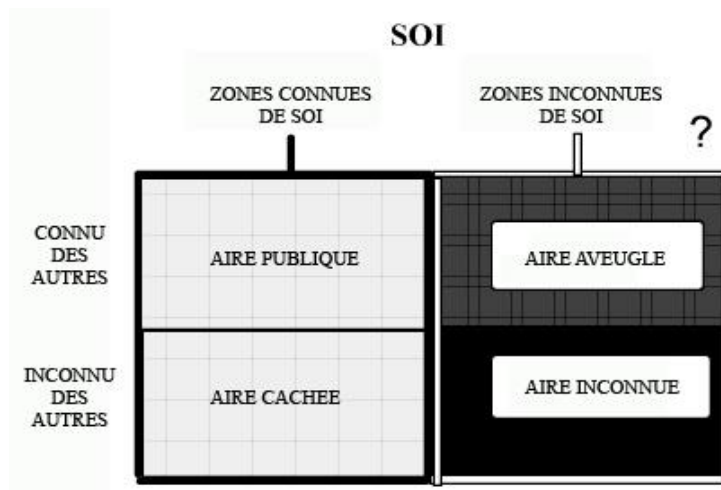 SOI
ZONES CONNUES
DE SOI
ZONES INCONNUES
DE SOI
?
CONNU
DES
AUTRES
AIRE PUBLIQUE
AIRE AVEUGLE
INCONNU
DES
AUTRES
AIRE CACHEE
AIRE INCONNUE